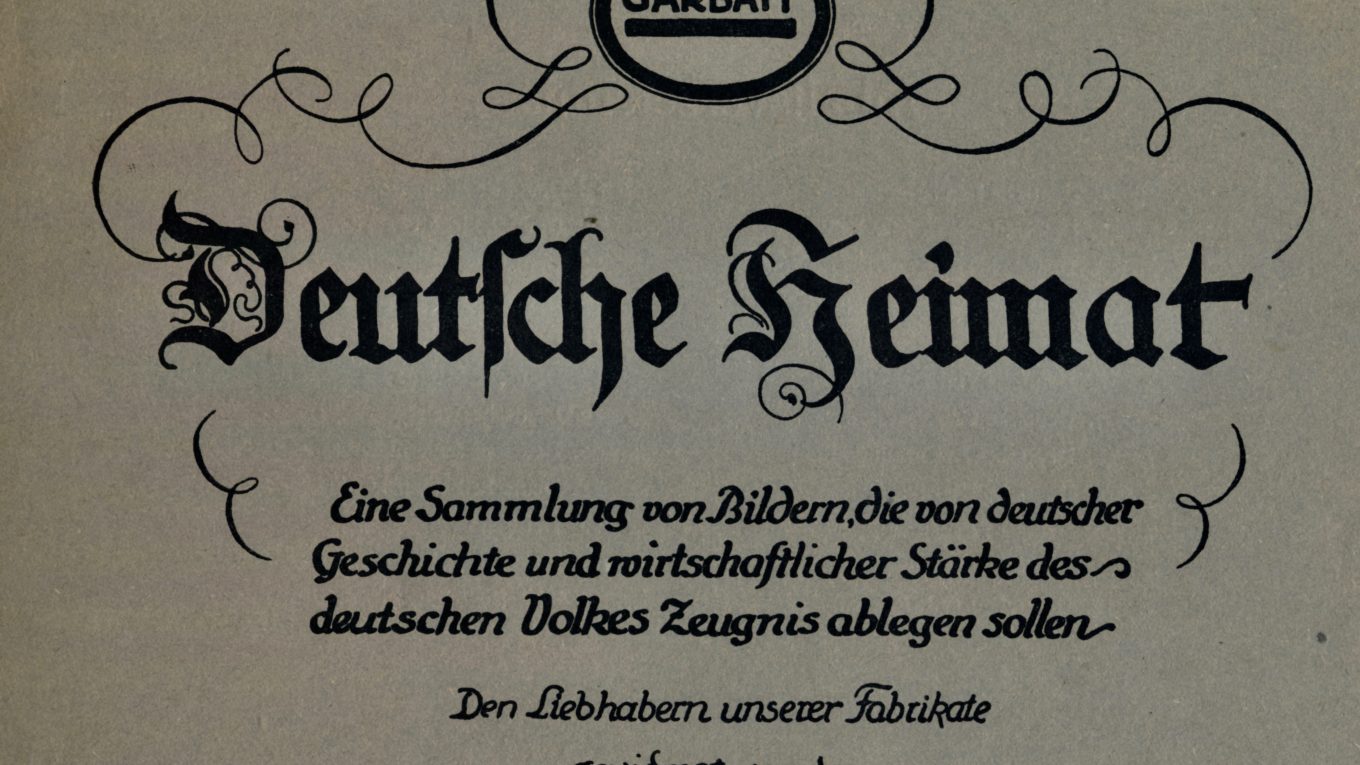 GARBATY
Deutſche Heimat
Eine Sammlung von Bildern, die von deutscher
Geschichte und wirtschaftlicher Stärke des
deutschen Volkes Zeugnis ablegen sollen
Den Liebhabern unserer Fabrikate